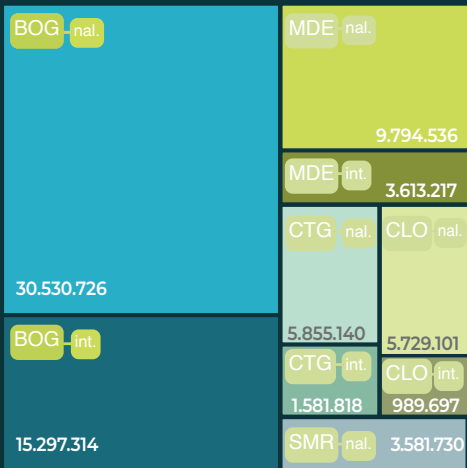 BOG nal.
30.530.726
BOG int.
15.297.314
MDE nal.
9.794.536
MDE int.
3.613.217
CTG nal.
5.855.140
CLO nal.
5.729.101
CTG int.
1.581.818
CLO int.
989.697
SMR nal.
3.581.730